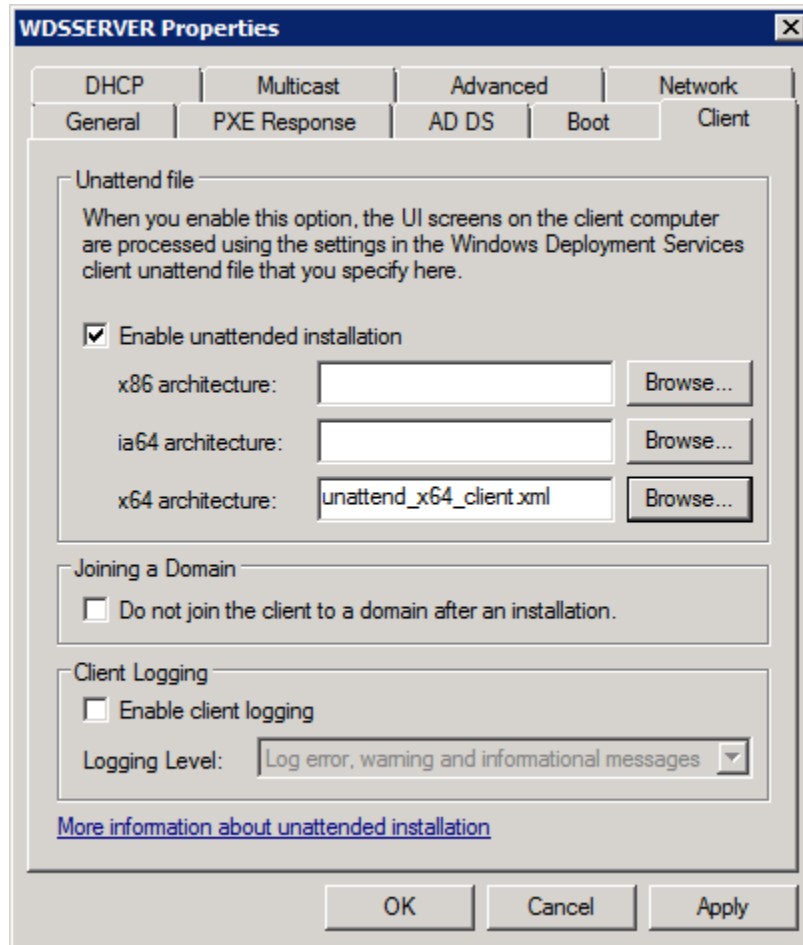 WDSSERVER Properties
DHCP Multicast Advanced Network
General PXE Response AD DS Boot Client
Unattend file
When you enable this option, the UI screens on the client computer
are processed using the settings in the Windows Deployment Services
client unattend file that you specify here.
Enable unattended installation
x86 architecture: Browse...
ia64 architecture: Browse...
x64 architecture: unattend_x64_client.xml Browse...
Joining a Domain
Do not join the client to a domain after an installation.
Client Logging
Enable client logging
Logging Level: Log error, warning and informational messages
More information about unattended installation
OK Cancel Apply